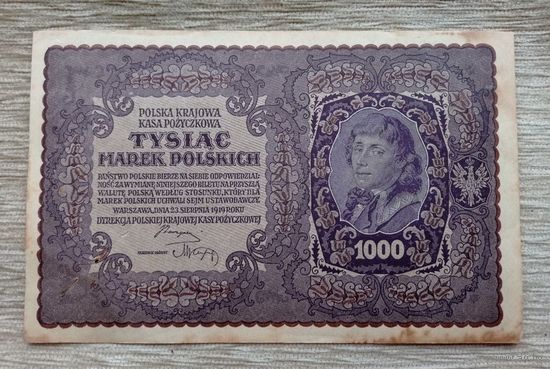 POLSKA KRAJOWA
KASA POŻYCZKOWA
TYSIĄC
MAREK POLSKICH
PAŃSTWO POLSKIE BIERZE NA SIEBIE ODPOWIEDZIAL-
NOŚĆ ZA WYMIANĘ NINIEJSZEGO BILETU NA PRZYSZŁĄ
WALUTĘ POLSKĄ WEDŁUG STOSUNKU, KTÓRY DLA
MAREK POLSKICH UCHWALI SEJM USTAWODAWCZY.
WARSZAWA, DNIA 23 SIERPNIA 1919 ROKU
DYREKCJA POLSKIEJ KRAJOWEJ KASY POŻYCZKOWEJ
1000